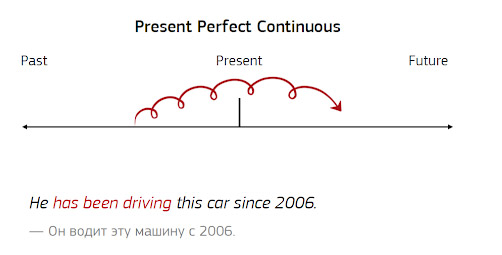 Present Perfect Continuous
Past Present Future
He has been driving this car since 2006.
— Он водит эту машину с 2006.